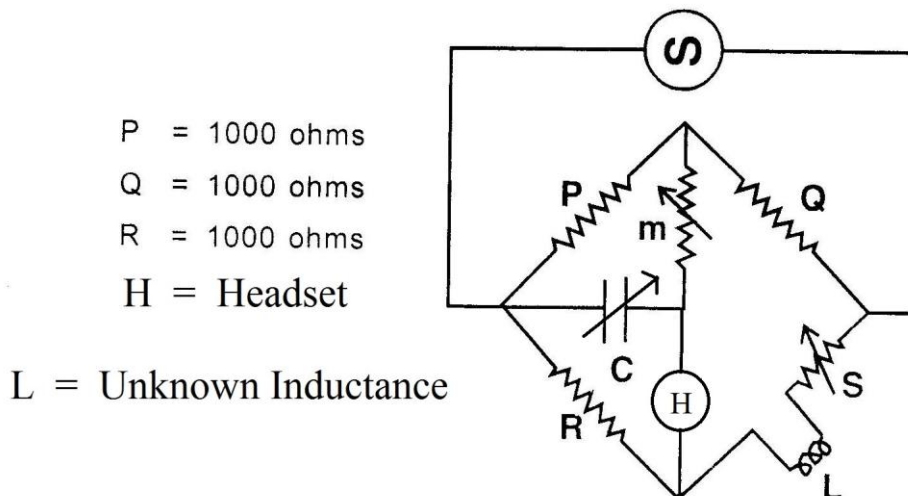 S
P = 1000 ohms
Q = 1000 ohms
R = 1000 ohms
H = Headset
L = Unknown Inductance
P
Q
m
C
S
R
H
L